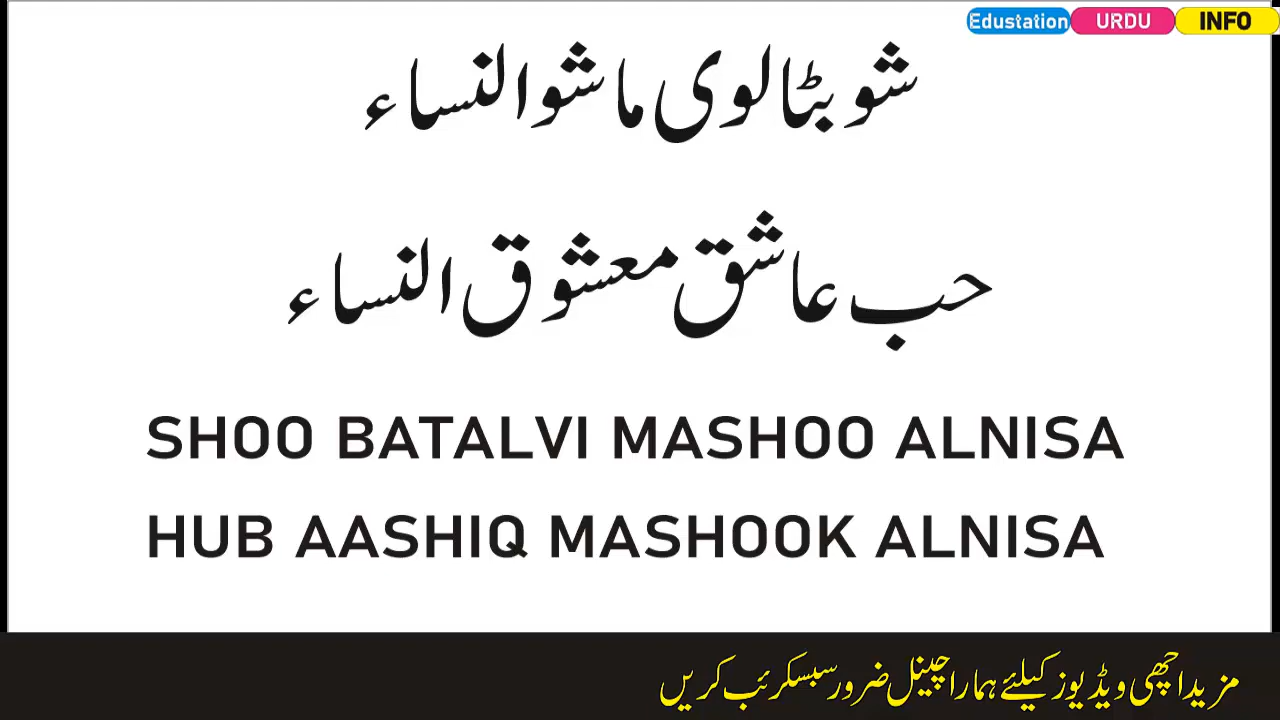 Edustation URDU INFO
شو بٹالوی ماشو النساء
حب عاشق معشوق النساء
SHOO BATALVI MASHOO ALNISA
HUB AASHIQ MASHOOK ALNISA
مزید اچھی ویڈیوز کیلئے ہمارا چینل ضرور سبسکرئب کریں